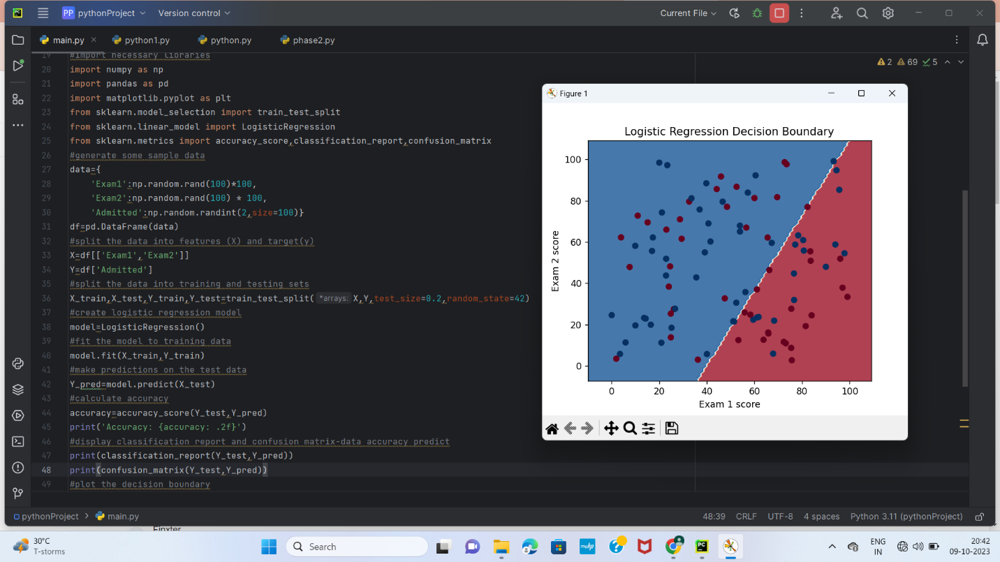 PC
PP pythonProject
Version control
Current File
main.py
python1.py
python.py
phase2.py
2
69
5
19 #import necessary libraries
20 import numpy as np
21 import pandas as pd
22 import matplotlib.pyplot as plt
23 from sklearn.model_selection import train_test_split
24 from sklearn.linear_model import LogisticRegression
25 from sklearn.metrics import accuracy_score,classification_report,confusion_matrix
26 #generate some sample data
27 data={
28 'Exam1':np.random.rand(100)*100,
29 'Exam2':np.random.rand(100) * 100,
30 'Admitted':np.random.randint(2,size=100)}
31 df=pd.DataFrame(data)
32 #split the data into features (X) and target(y)
33 X=df[['Exam1','Exam2']]
34 Y=df['Admitted']
35 #split the data into training and testing sets
36 X_train,X_test,Y_train,Y_test=train_test_split( *arrays: X,Y,test_size=0.2,random_state=42)
37 #create logistic regression model
38 model=LogisticRegression()
39 #fit the model to training data
40 model.fit(X_train,Y_train)
41 #make predictions on the test data
42 Y_pred=model.predict(X_test)
43 #calculate accuracy
44 accuracy=accuracy_score(Y_test,Y_pred)
45 print('Accuracy: {accuracy: .2f}')
46 #display classification report and confusion matrix-data accuracy predict
47 print(classification_report(Y_test,Y_pred))
48 print(confusion_matrix(Y_test,Y_pred))
49 #plot the decision boundary
Figure 1
Logistic Regression Decision Boundary
100
80
60
40
20
0
Exam 2 score
0 20 40 60 80 100
Exam 1 score
pythonProject > main.py
48:39
CRLF
UTF-8
4 spaces
Python 3.11 (pythonProject)
Finxter
30°C
T-storms
Search
myhp
PC
ENG
IN
20:42
09-10-2023